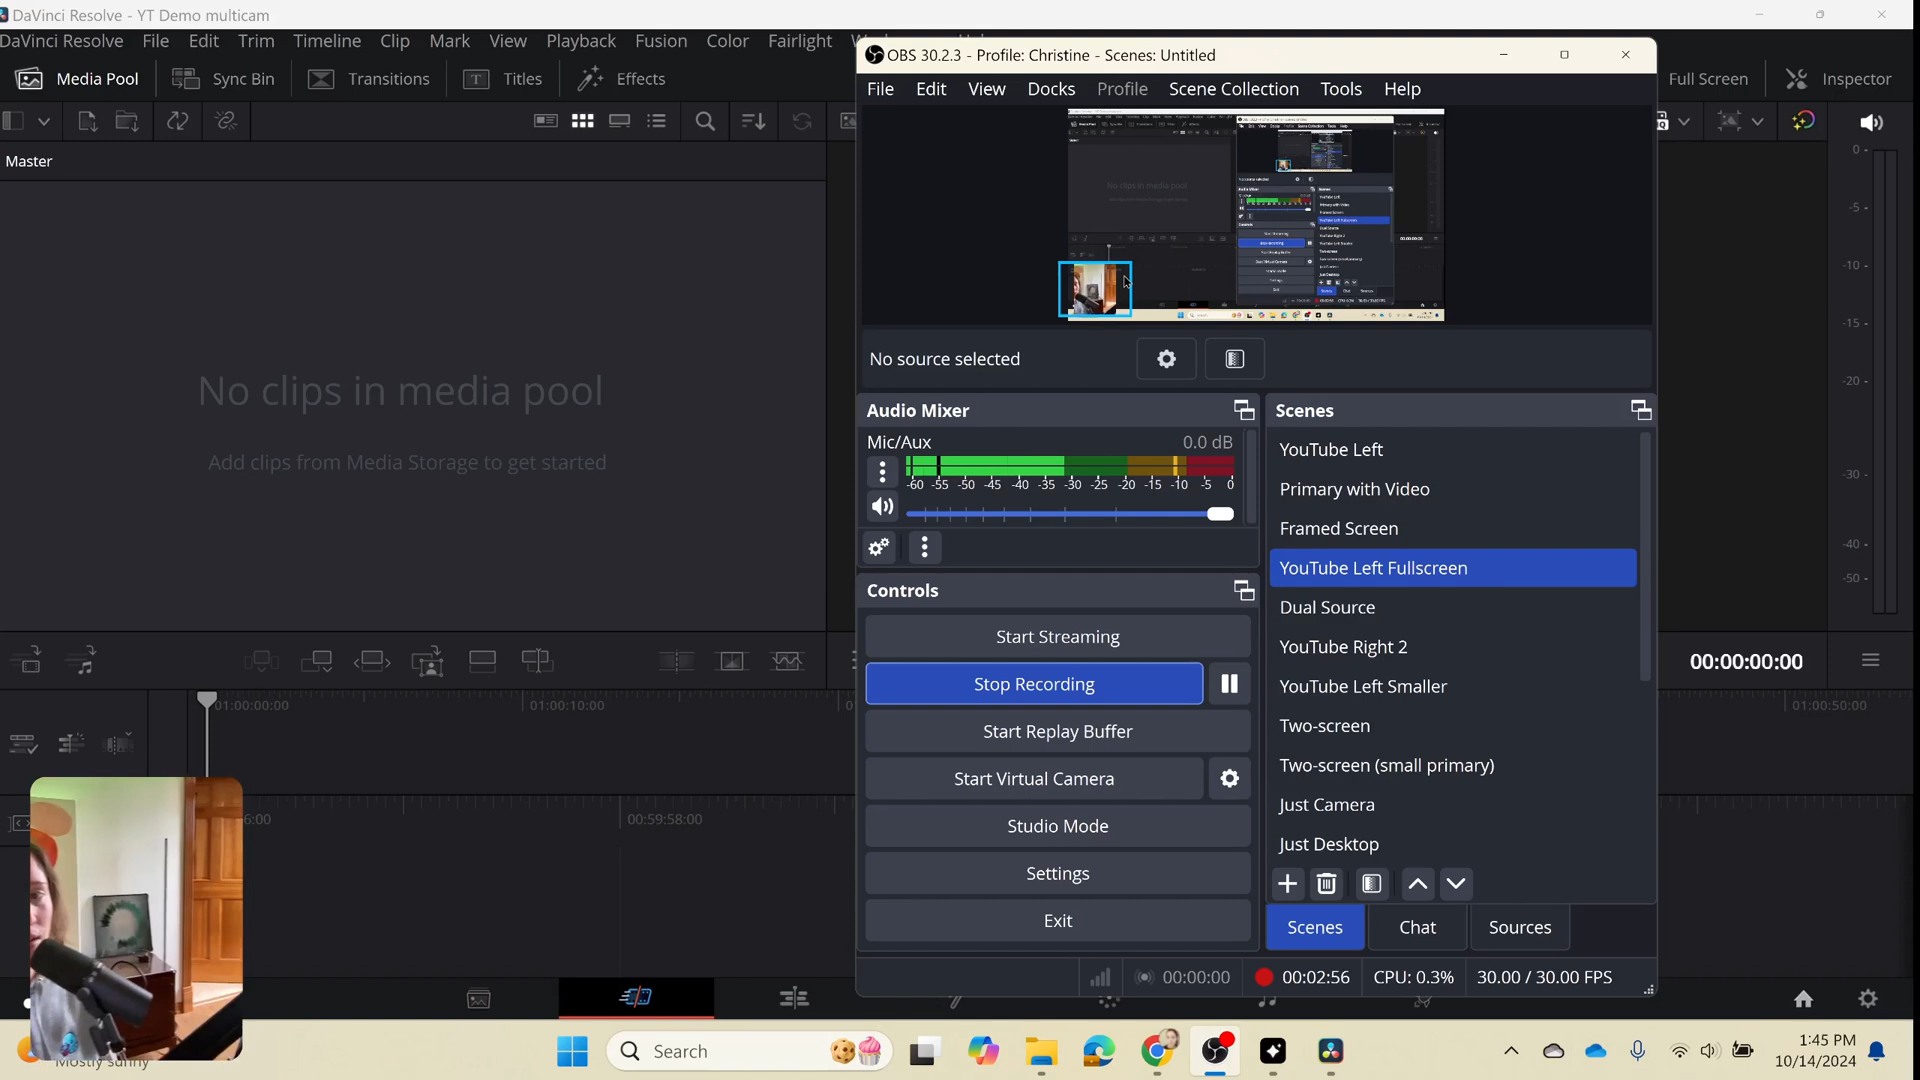 DaVinci Resolve - YT Demo multicam
DaVinci Resolve File Edit Trim Timeline Clip Mark View Playback Fusion Color Fairlight
Media Pool Sync Bin Transitions Titles Effects
Full Screen Inspector
Master
No clips in media pool
Add clips from Media Storage to get started
OBS 30.2.3 - Profile: Christine - Scenes: Untitled
File Edit View Docks Profile Scene Collection Tools Help
No source selected
Audio Mixer
Mic/Aux 0.0 dB
-60 -55 -50 -45 -40 -35 -30 -25 -20 -15 -10 -5 0
Controls
Start Streaming
Stop Recording
Start Replay Buffer
Start Virtual Camera
Studio Mode
Settings
Exit
Scenes
YouTube Left
Primary with Video
Framed Screen
YouTube Left Fullscreen
Dual Source
YouTube Right 2
YouTube Left Smaller
Two-screen
Two-screen (small primary)
Just Camera
Just Desktop
Scenes Chat Sources
00:00:00 00:02:56 CPU: 0.3% 30.00 / 30.00 FPS
0
-5
-10
-15
-20
-30
-40
-50
00:00:00:00
01:00:00:00 01:00:10:00 01:00:50:00
6:00 00:59:58:00
Mostly sunny
Search
1:45 PM
10/14/2024